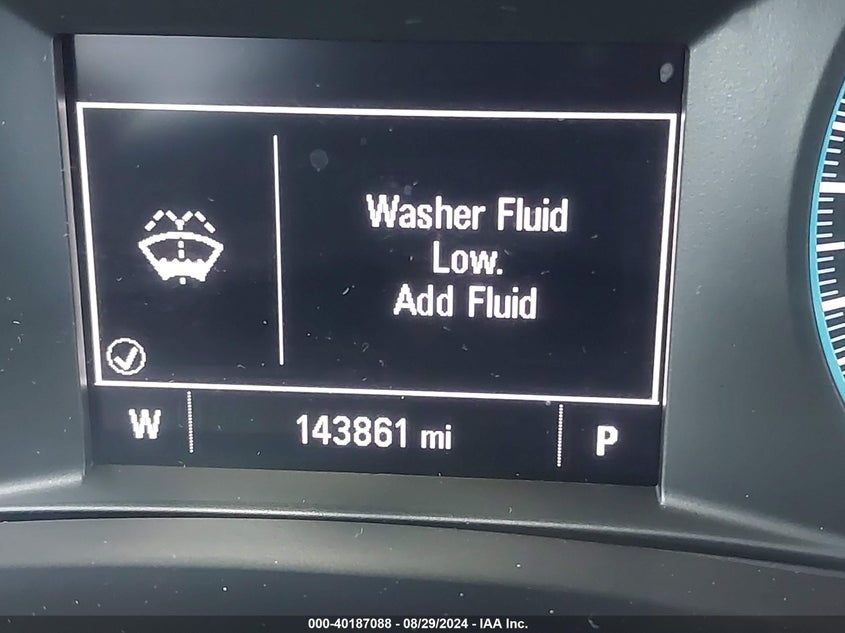 Washer Fluid
Low.
Add Fluid
W 143861 mi P
000-40187088 - 08/29/2024 - IAA Inc.